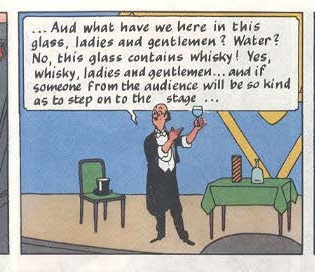 ... And what have we here in this
glass, ladies and gentlemen? Water?
No, this glass contains whisky! Yes,
whisky, ladies and gentlemen... and if
someone from the audience will be so kind
as to step on to the stage ...